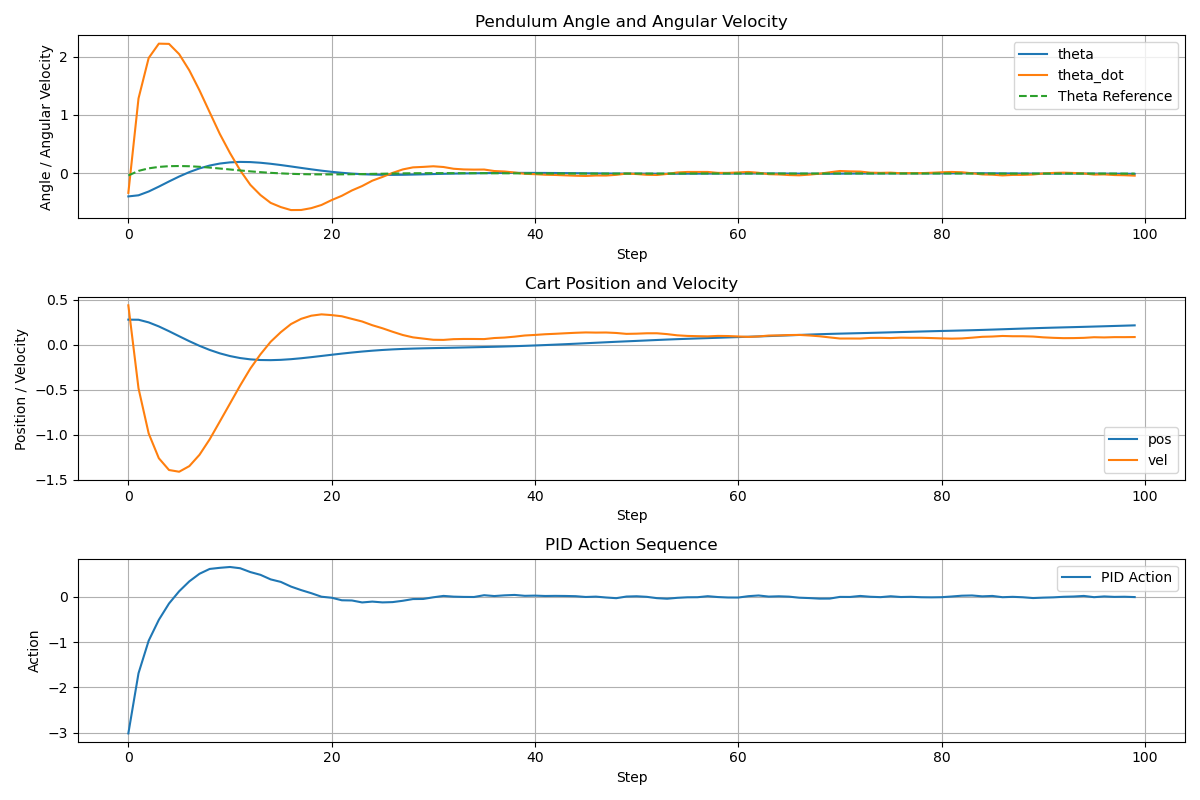 Pendulum Angle and Angular Velocity
Angle / Angular Velocity
2
1
0
theta
theta_dot
Theta Reference
0 20 40 60 80 100
Step
Cart Position and Velocity
Position / Velocity
0.5
0.0
−0.5
−1.0
−1.5
pos
vel
0 20 40 60 80 100
Step
PID Action Sequence
Action
0
−1
−2
−3
PID Action
0 20 40 60 80 100
Step